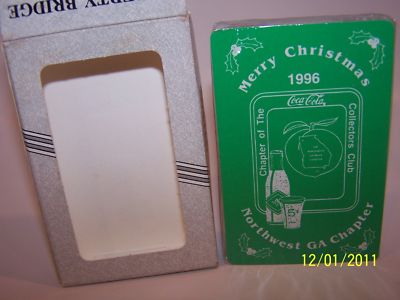 BRIDGE
Merry Christmas
1996
Coca-Cola
Chapter of The
Collectors Club
Northwest GA Chapter
12/01/2011